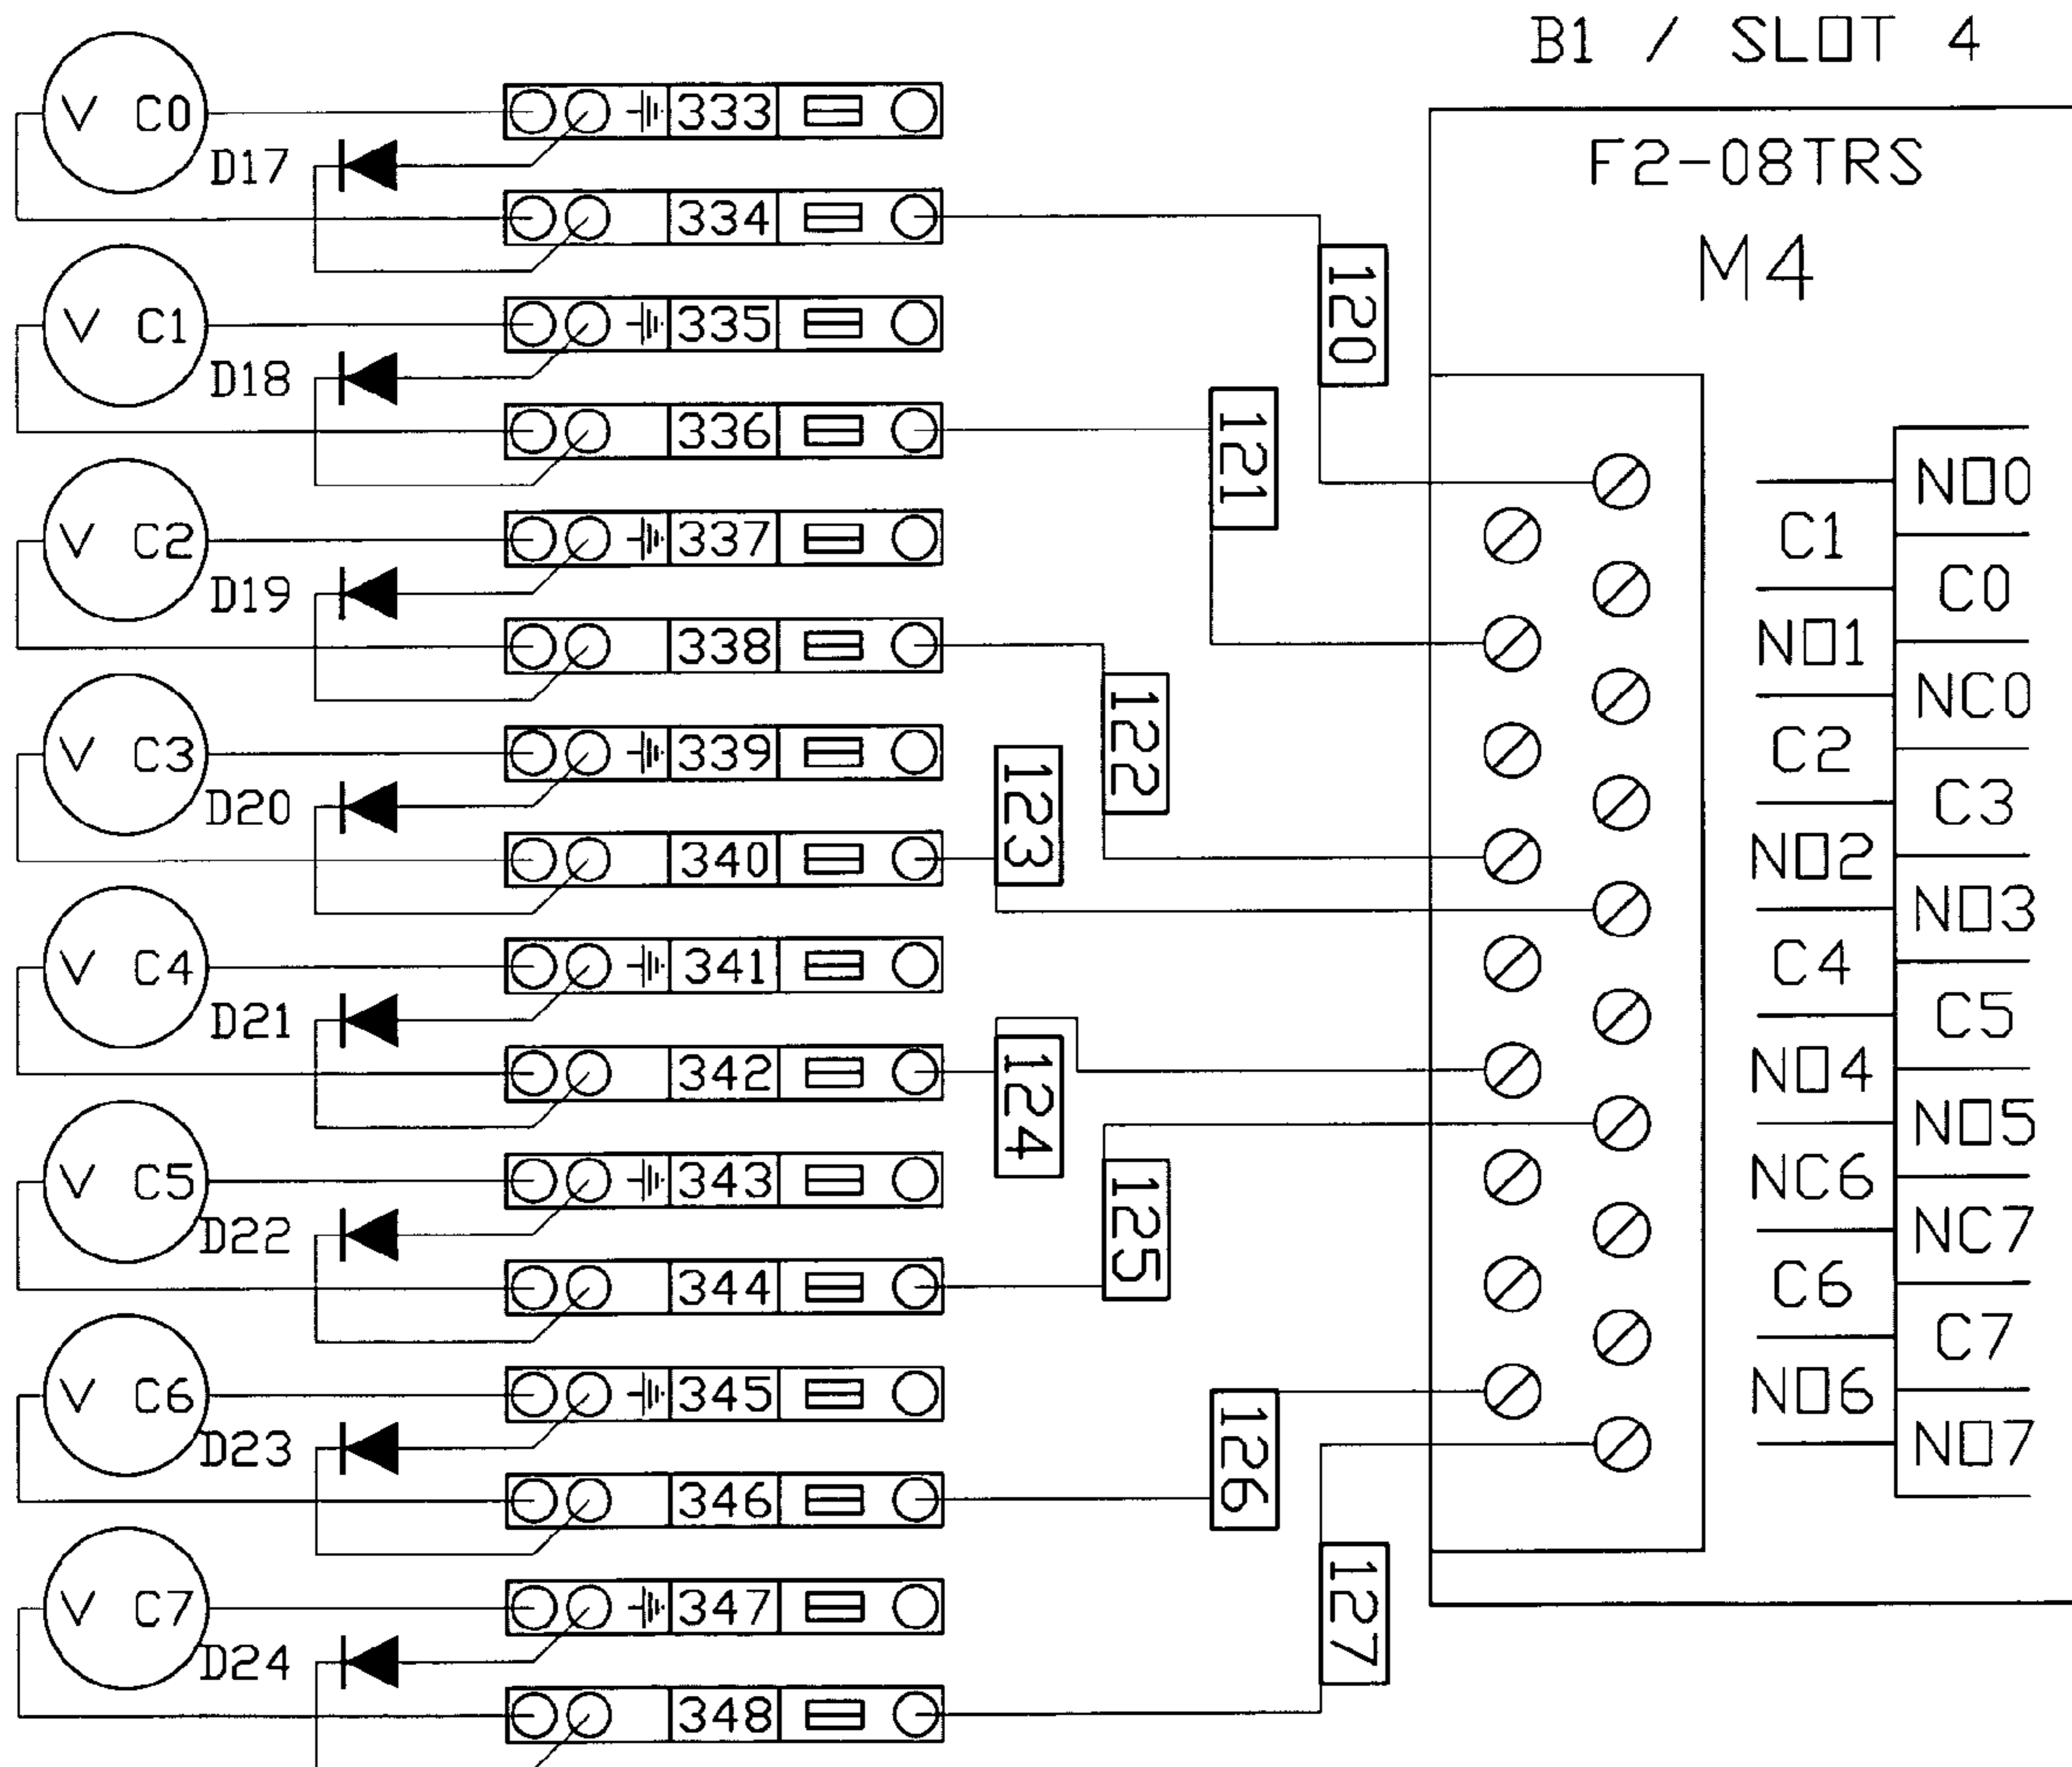 B1 / SLOT 4
F2-08TRS
M4
V C0
D17
333
334
V C1
D18
335
336
V C2
D19
337
338
V C3
D20
339
340
V C4
D21
341
342
V C5
D22
343
344
V C6
D23
345
346
V C7
D24
347
348
120
121
122
123
124
125
126
127
C1
NO1
C2
NO2
C4
NO4
NC6
C6
NO6
NO0
C0
NC0
C3
NO3
C5
NO5
NC7
C7
NO7